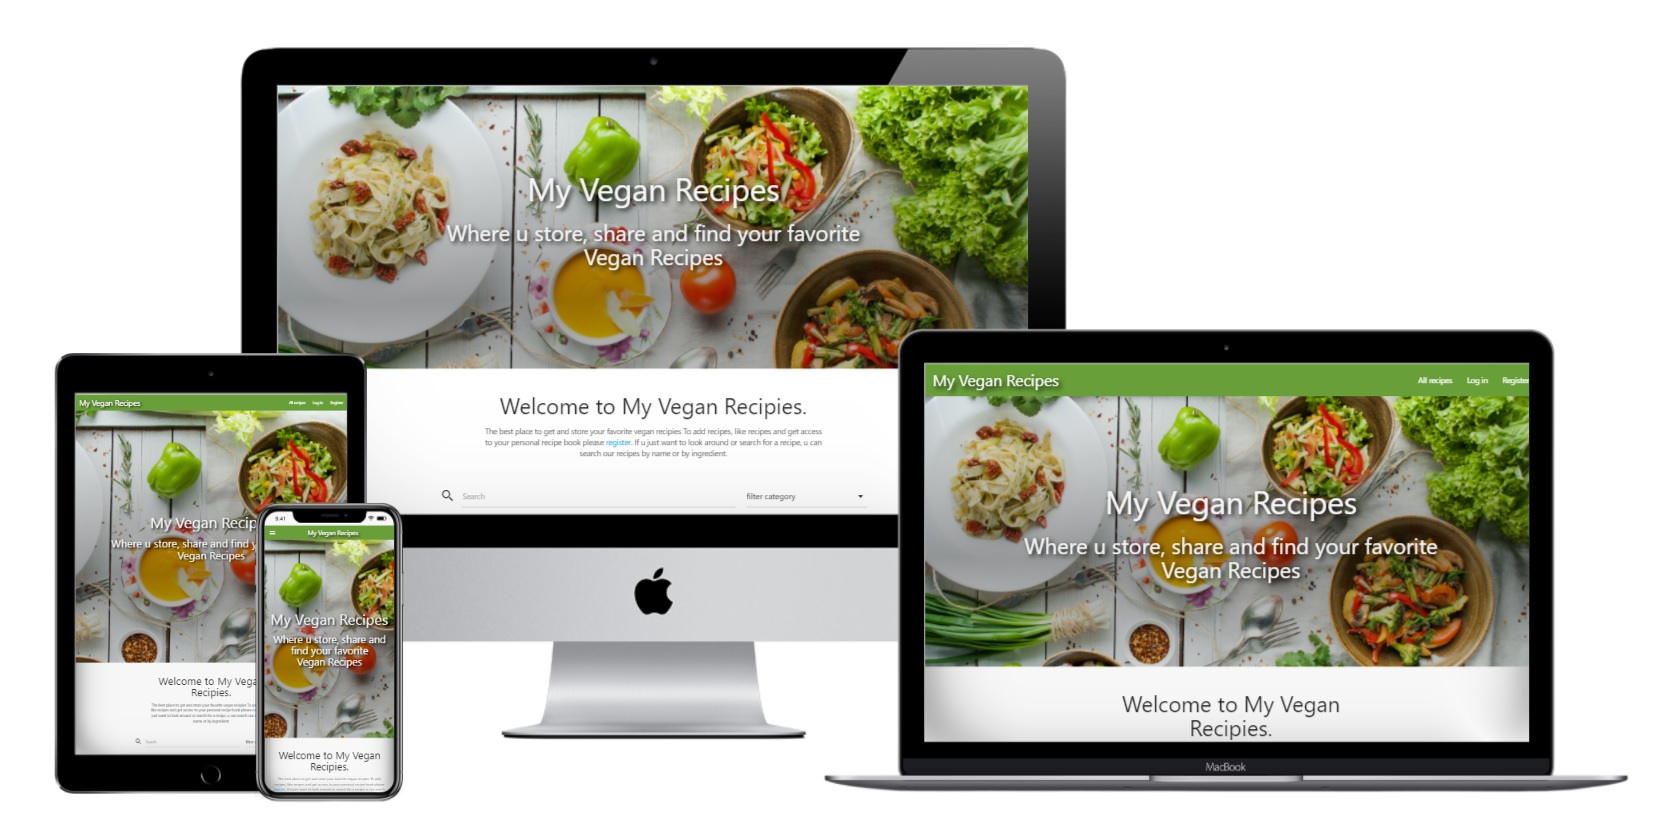 My Vegan Recipes
Where u store, share and find your favorite
Vegan Recipes
Welcome to My Vegan Recipies.
The best place to get and store your favorite vegan recipies To add recipes, like recipes and get access
to your personal recipe book please register. If u just want to look around or search for a recipe, u can
search our recipes by name or by ingredient.
Search
filter category
My Vegan Recipes
All recipes Log in Register
My Vegan Recip
Where u store, share and find y
Vegan Recipes
Welcome to My Vega
Recipies.
Search
9:41
My Vegan Recipes
My Vegan Recipes
Where u store, share and
find your favorite
Vegan Recipes
Welcome to My Vegan
Recipies.
My Vegan Recipes
All recipes Log in Register
My Vegan Recipes
Where u store, share and find your favorite
Vegan Recipes
Welcome to My Vegan
Recipies.
MacBook